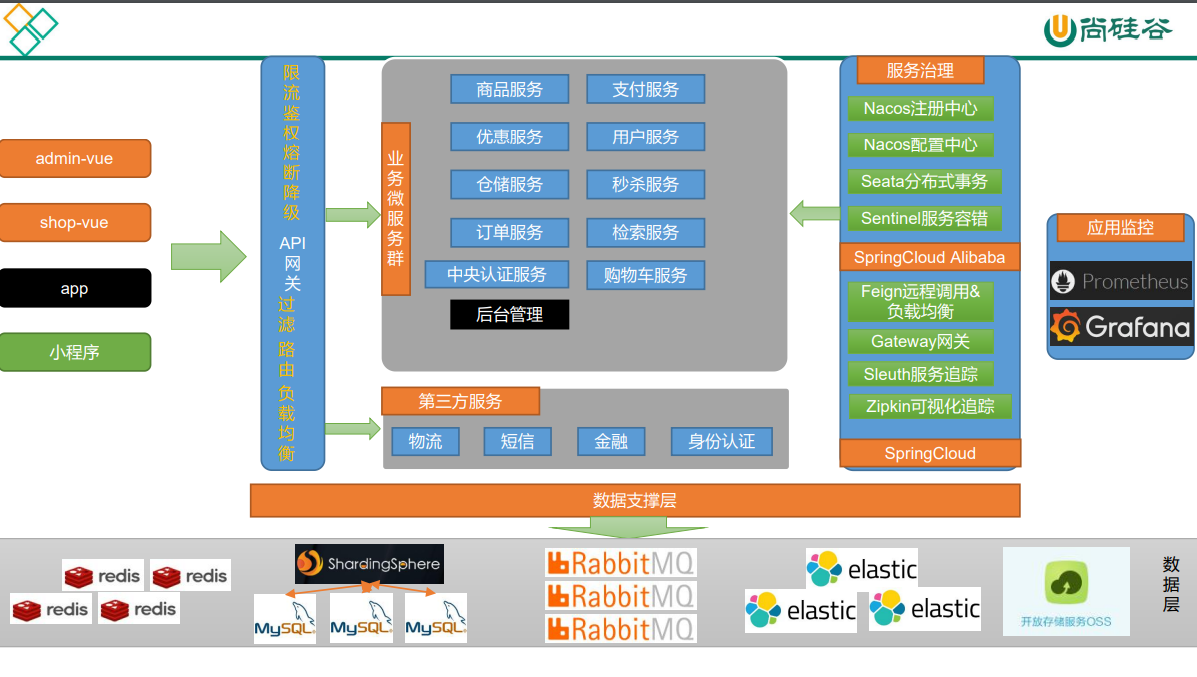 尚硅谷
admin-vue
shop-vue
app
小程序
限流鉴权熔断降级
API
网关
过滤
路由
负载均衡
业务微服务群
商品服务
支付服务
优惠服务
用户服务
仓储服务
秒杀服务
订单服务
检索服务
中央认证服务
购物车服务
后台管理
第三方服务
物流
短信
金融
身份认证
服务治理
Nacos注册中心
Nacos配置中心
Seata分布式事务
Sentinel服务容错
SpringCloud Alibaba
Feign远程调用&
负载均衡
Gateway网关
Sleuth服务追踪
Zipkin可视化追踪
SpringCloud
应用监控
Prometheus
Grafana
数据支撑层
redis
redis
redis
redis
ShardingSphere
MySQL
MySQL
MySQL
RabbitMQ
RabbitMQ
RabbitMQ
elastic
elastic
elastic
开放存储服务OSS
数据层